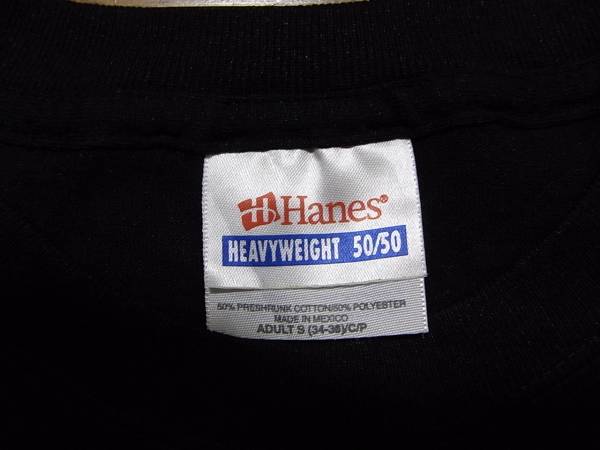 Hanes®
HEAVYWEIGHT 50/50
50% PRESHRUNK COTTON/50% POLYESTER
MADE IN MEXICO
ADULT S (34-36)/C/P